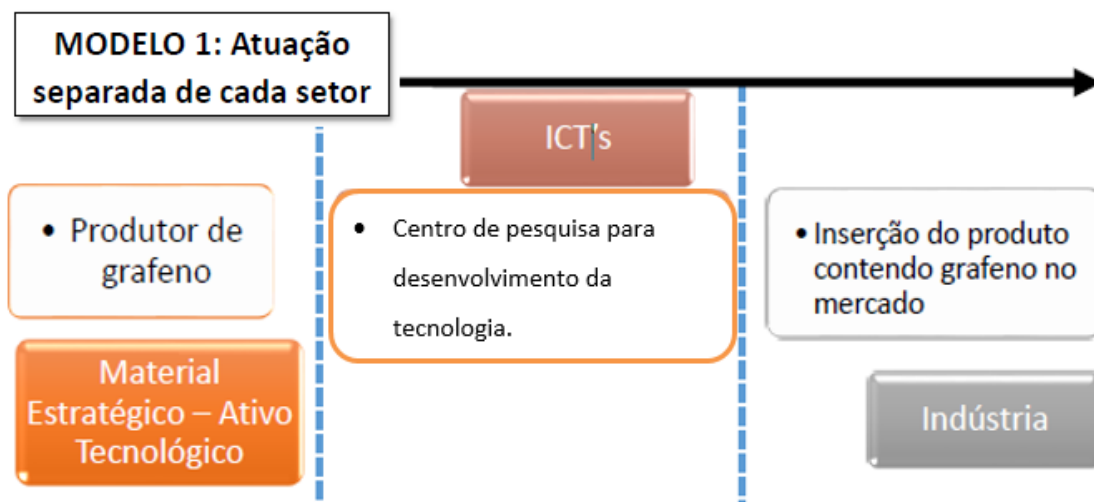 MODELO 1: Atuação
separada de cada setor
• Produtor de
grafeno
Material
Estratégico – Ativo
Tecnológico
ICT's
• Centro de pesquisa para
desenvolvimento da
tecnologia.
• Inserção do produto
contendo grafeno no
mercado
Indústria